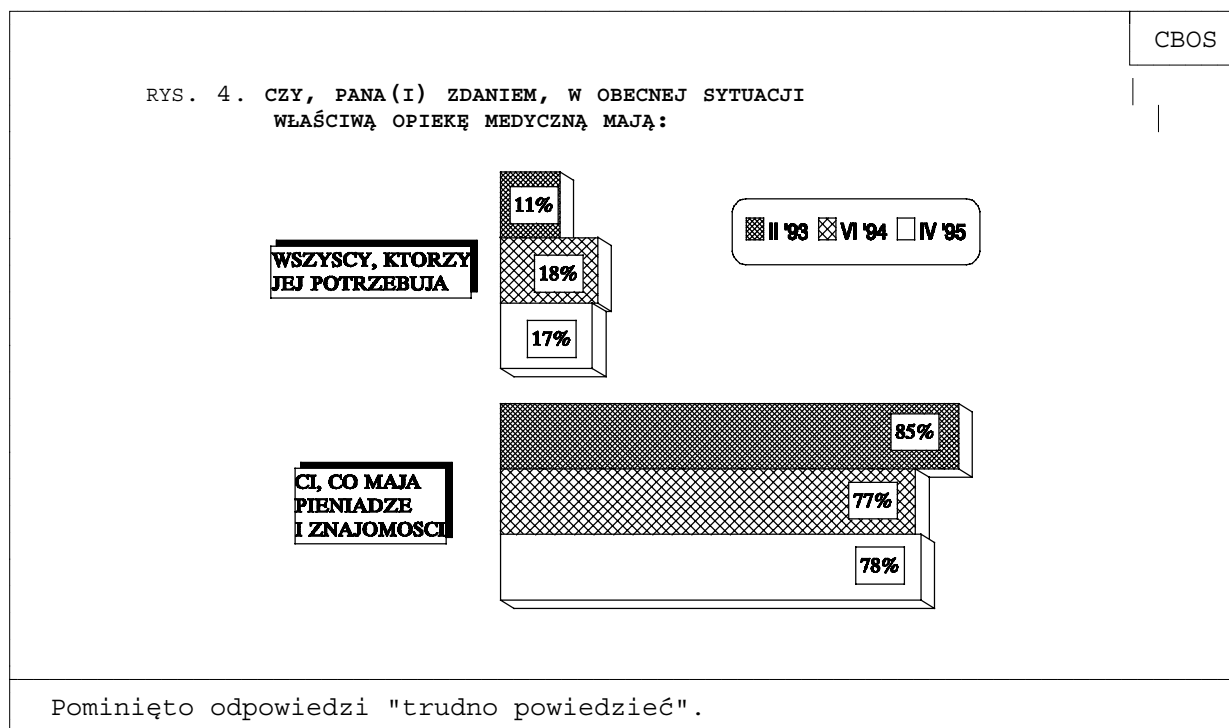 CBOS
RYS. 4. CZY, PANA(I) ZDANIEM, W OBECNEJ SYTUACJI
WŁAŚCIWĄ OPIEKĘ MEDYCZNĄ MAJĄ:
11%
II '93 VI '94 IV '95
WSZYSCY, KTORZY
JEJ POTRZEBUJA
18%
17%
85%
CI, CO MAJA
PIENIADZE
I ZNAJOMOSCI
77%
78%
Pominięto odpowiedzi "trudno powiedzieć".